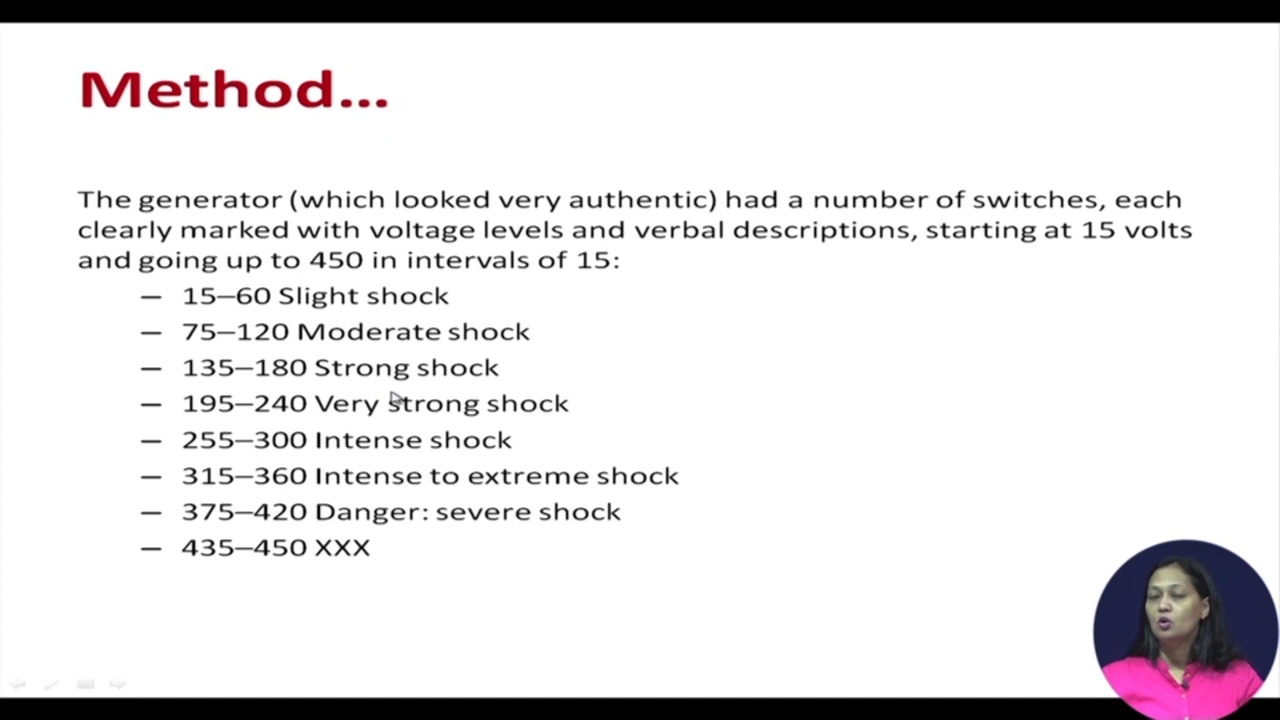 Method...
The generator (which looked very authentic) had a number of switches, each
clearly marked with voltage levels and verbal descriptions, starting at 15 volts
and going up to 450 in intervals of 15:
– 15–60 Slight shock
– 75–120 Moderate shock
– 135–180 Strong shock
– 195–240 Very strong shock
– 255–300 Intense shock
– 315–360 Intense to extreme shock
– 375–420 Danger: severe shock
– 435–450 XXX